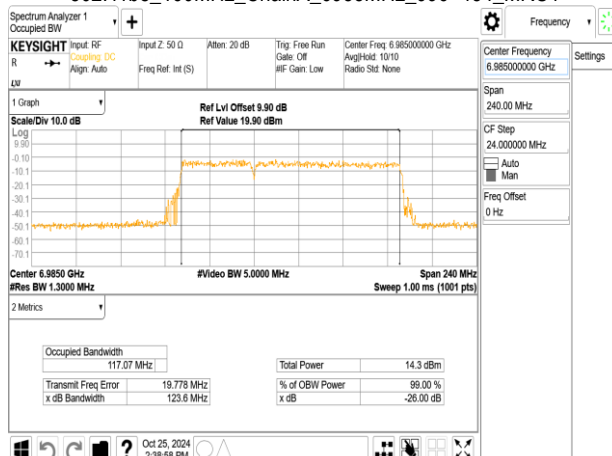 Spectrum Analyzer 1
Occupied BW
Frequency
KEYSIGHT
R
Input: RF
Coupling: DC
Align: Auto
Input Z: 50 Ω
Freq Ref: Int (S)
Atten: 20 dB
Trig: Free Run
Gate: Off
#IF Gain: Low
Center Freq: 6.985000000 GHz
Avg|Hold: 10/10
Radio Std: None
LXI
Center Frequency
6.985000000 GHz
Settings
Span
240.00 MHz
CF Step
24.000000 MHz
Auto
Man
Freq Offset
0 Hz
1 Graph
Scale/Div 10.0 dB
Ref Lvl Offset 9.90 dB
Ref Value 19.90 dBm
Log
9.90
-0.10
-10.1
-20.1
-30.1
-40.1
-50.1
-60.1
-70.1
Center 6.9850 GHz
#Res BW 1.3000 MHz
#Video BW 5.0000 MHz
Span 240 MHz
Sweep 1.00 ms (1001 pts)
2 Metrics
Occupied Bandwidth
117.07 MHz
Total Power 14.3 dBm
Transmit Freq Error 19.778 MHz
% of OBW Power 99.00 %
x dB Bandwidth 123.6 MHz
x dB -26.00 dB
?
Oct 25, 2024
2:38:58 PM